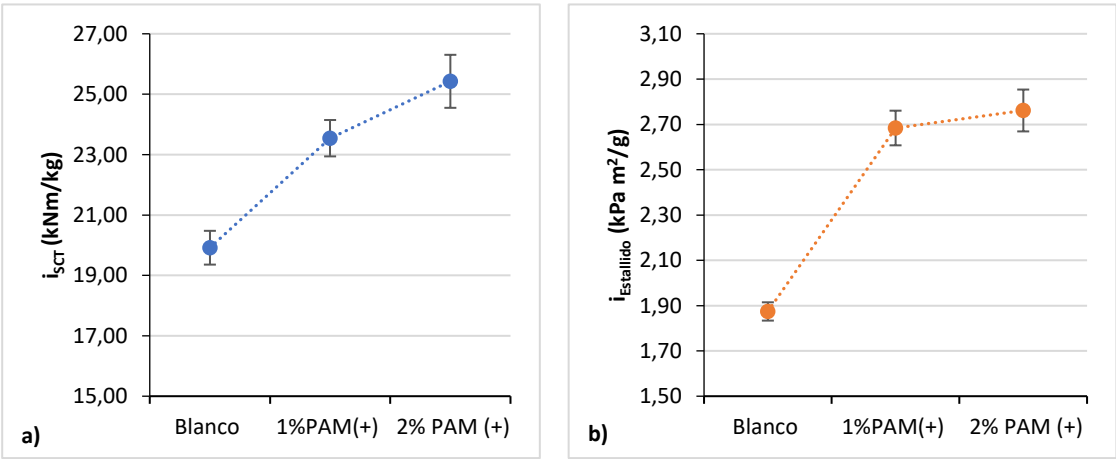 27,00
25,00
23,00
21,00
19,00
17,00
15,00
i_SCT (kNm/kg)
Blanco 1%PAM(+) 2% PAM (+)
a)
3,10
2,90
2,70
2,50
2,30
2,10
1,90
1,70
1,50
i_Estallido (kPa m²/g)
Blanco 1%PAM(+) 2% PAM (+)
b)